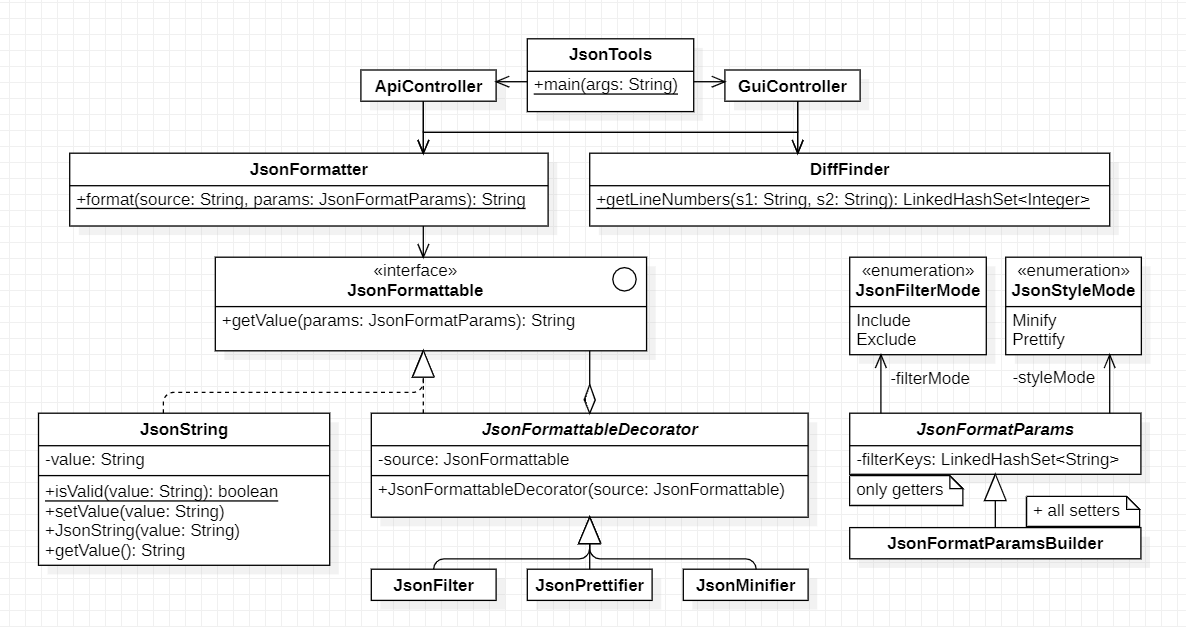 JsonTools
+main(args: String)
ApiController
GuiController
JsonFormatter
+format(source: String, params: JsonFormatParams): String
DiffFinder
+getLineNumbers(s1: String, s2: String): LinkedHashSet<Integer>
«interface»
JsonFormattable
+getValue(params: JsonFormatParams): String
«enumeration»
JsonFilterMode
Include
Exclude
«enumeration»
JsonStyleMode
Minify
Prettify
-filterMode
-styleMode
JsonString
-value: String
+isValid(value: String): boolean
+setValue(value: String)
+JsonString(value: String)
+getValue(): String
JsonFormattableDecorator
-source: JsonFormattable
+JsonFormattableDecorator(source: JsonFormattable)
JsonFormatParams
-filterKeys: LinkedHashSet<String>
only getters
+ all setters
JsonFormatParamsBuilder
JsonFilter
JsonPrettifier
JsonMinifier